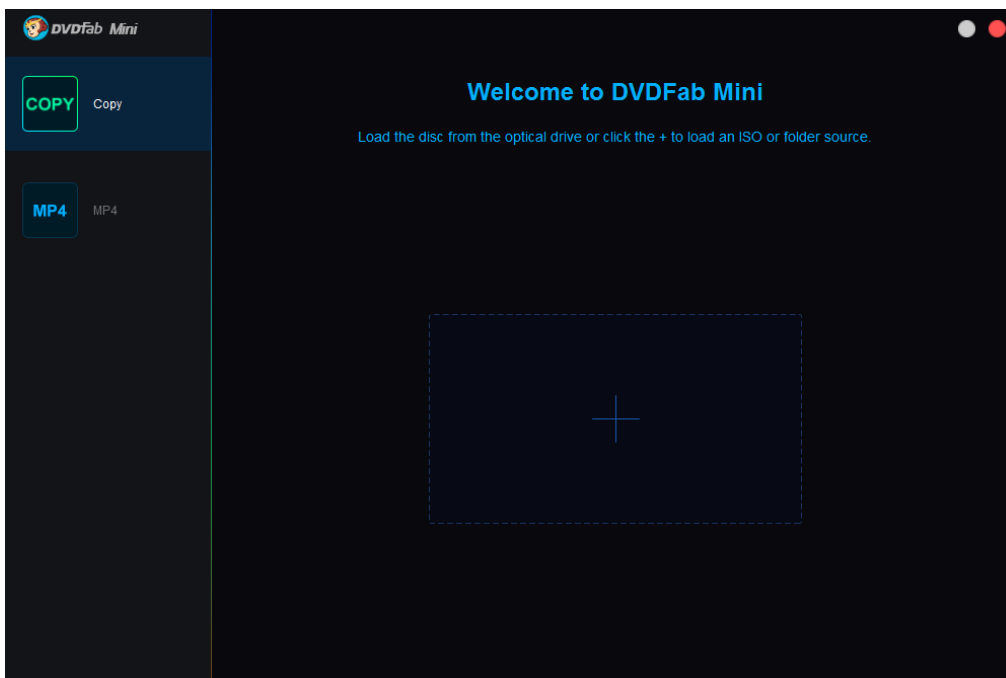 DVDFab Mini
COPY Copy
MP4 MP4
Welcome to DVDFab Mini
Load the disc from the optical drive or click the + to load an ISO or folder source.